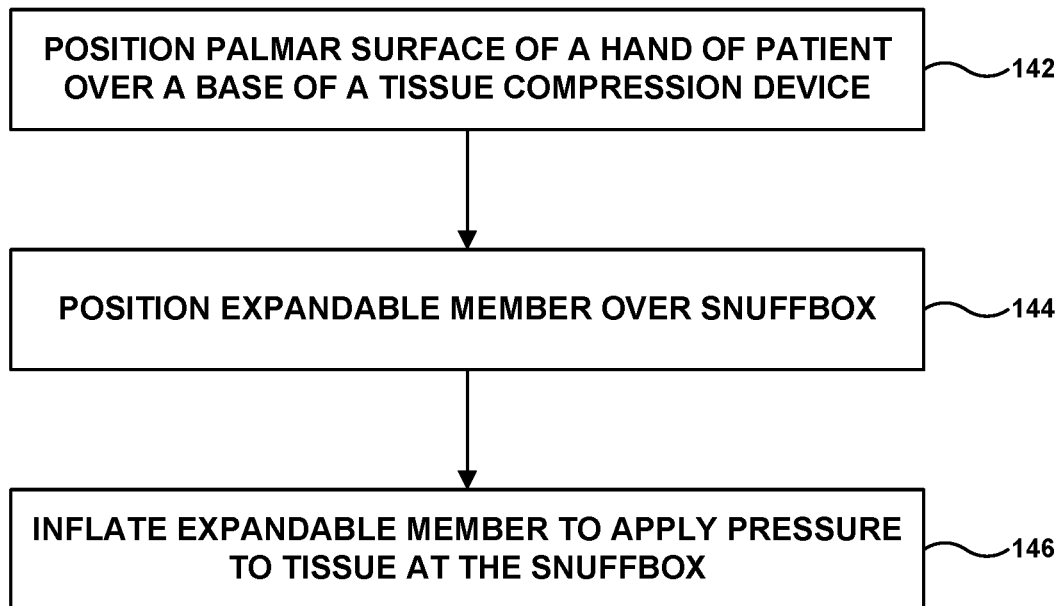 POSITION PALMAR SURFACE OF A HAND OF PATIENT
OVER A BASE OF A TISSUE COMPRESSION DEVICE
142
POSITION EXPANDABLE MEMBER OVER SNUFFBOX
144
INFLATE EXPANDABLE MEMBER TO APPLY PRESSURE
TO TISSUE AT THE SNUFFBOX
146